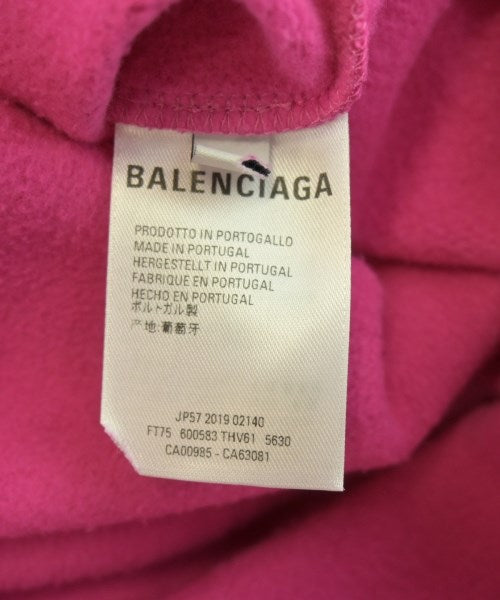 BALENCIAGA
PRODOTTO IN PORTOGALLO
MADE IN PORTUGAL
HERGESTELLT IN PORTUGAL
FABRIQUE EN PORTUGAL
HECHO EN PORTUGAL
ポルトガル製
产地:葡萄牙
JP57 2019 02140
FT75 600583 THV61 5630
CA00985 - CA63081